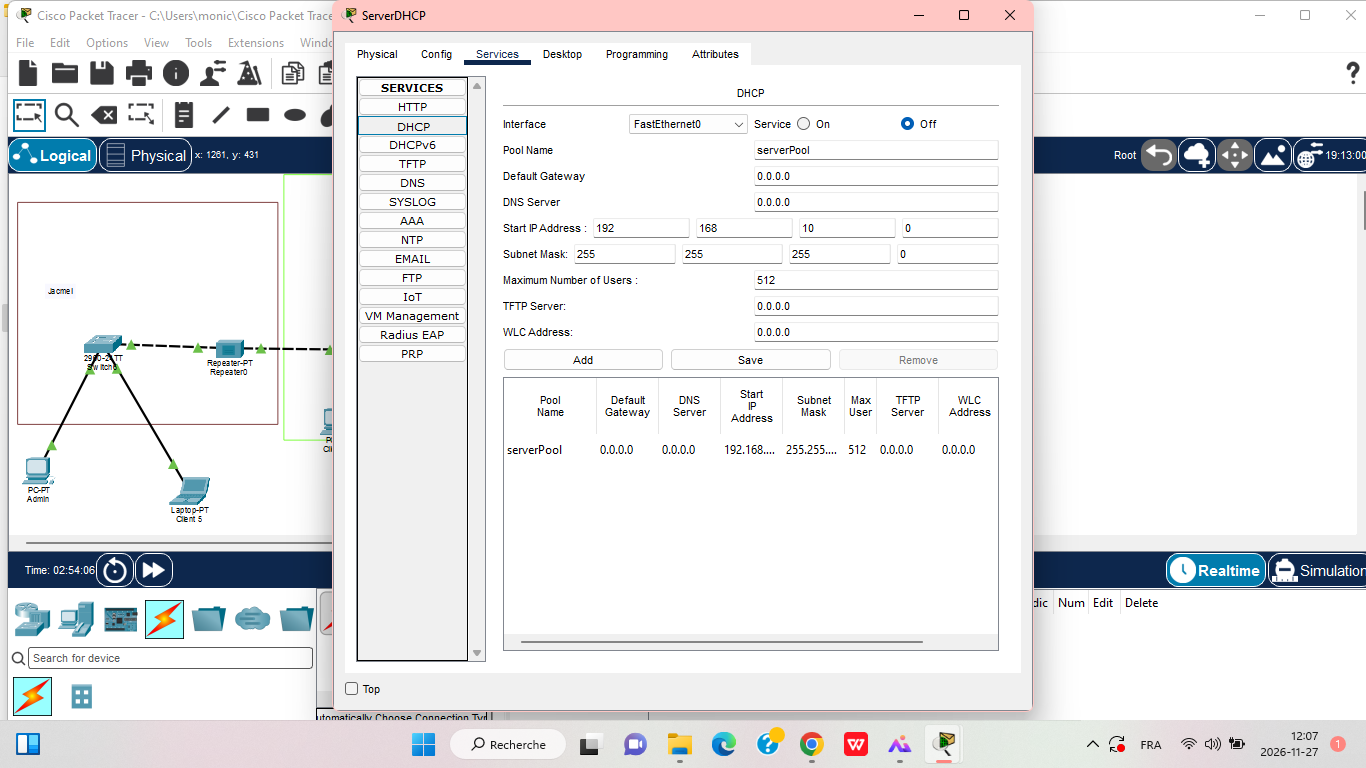 Cisco Packet Tracer - C:\Users\monic\Cisco Packet Trace
ServerDHCP
File Edit Options View Tools Extensions Windo
Physical Config Services Desktop Programming Attributes
SERVICES
HTTP
DHCP
DHCPv6
TFTP
DNS
SYSLOG
AAA
NTP
EMAIL
FTP
IoT
VM Management
Radius EAP
PRP
DHCP
Interface FastEthernet0 Service On Off
Pool Name serverPool
Default Gateway 0.0.0.0
DNS Server 0.0.0.0
Start IP Address : 192 168 10 0
Subnet Mask: 255 255 255 0
Maximum Number of Users : 512
TFTP Server: 0.0.0.0
WLC Address: 0.0.0.0
Add Save Remove
Pool Name Default Gateway DNS Server Start IP Address Subnet Mask Max User TFTP Server WLC Address
serverPool 0.0.0.0 0.0.0.0 192.168.... 255.255.... 512 0.0.0.0 0.0.0.0
Top
Logical Physical x: 1261, y: 431
Root 19:13:00
Jacmel
Repeater-PT
Repeater0
PC-PT
Admin
Laptop-PT
Client 5
Time: 02:54:06
Realtime Simulation
dic Num Edit Delete
Search for device
utomatically Choose Connection Typ
Recherche
FRA
12:07
2026-11-27
1